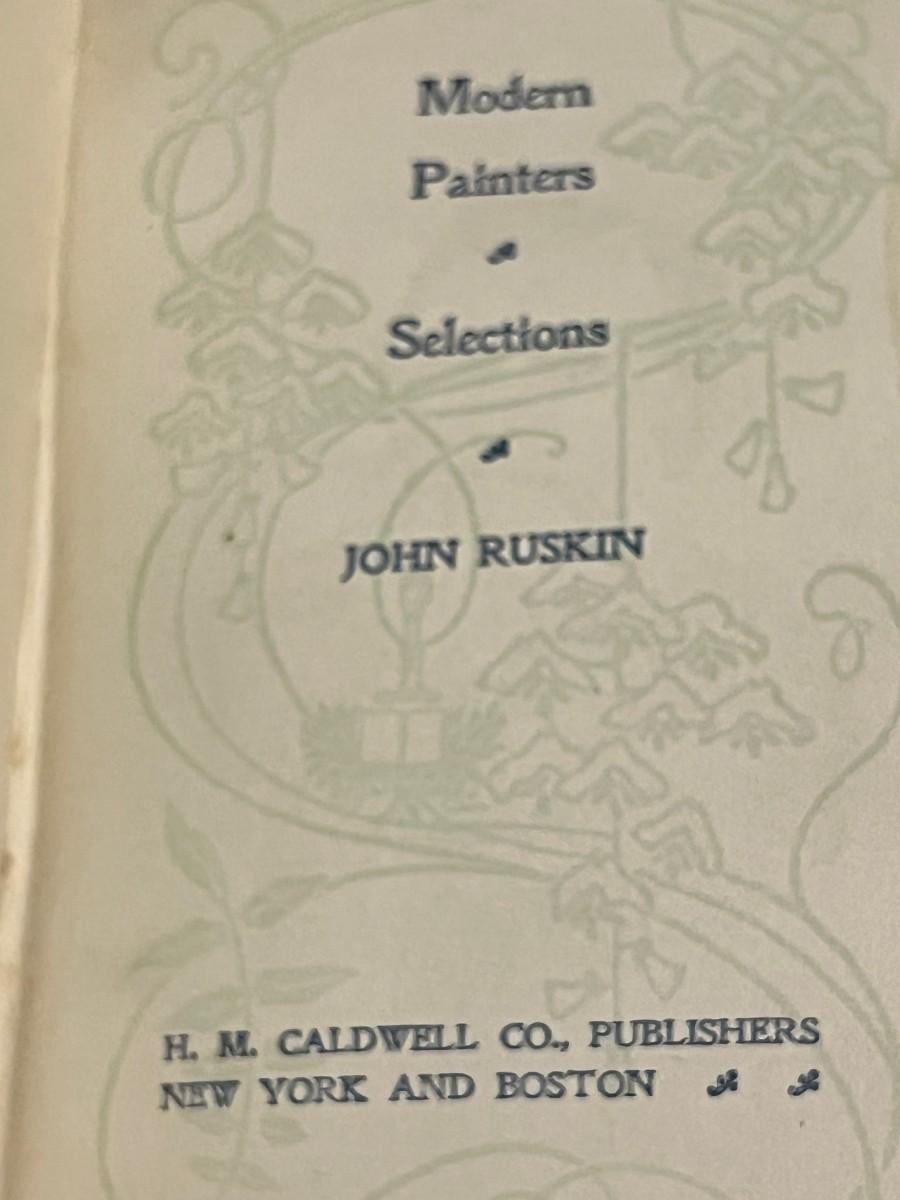 Modern
Painters
Selections
JOHN RUSKIN
H. M. CALDWELL CO., PUBLISHERS
NEW YORK AND BOSTON